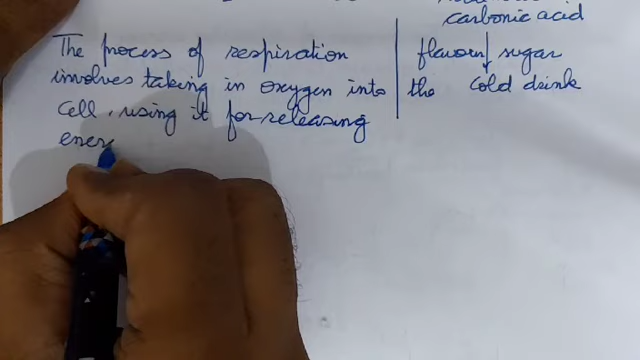 carbonic acid
The process of respiration
flavour sugar
involves taking in oxygen into the
cold drink
cell, using it for releasing
ener